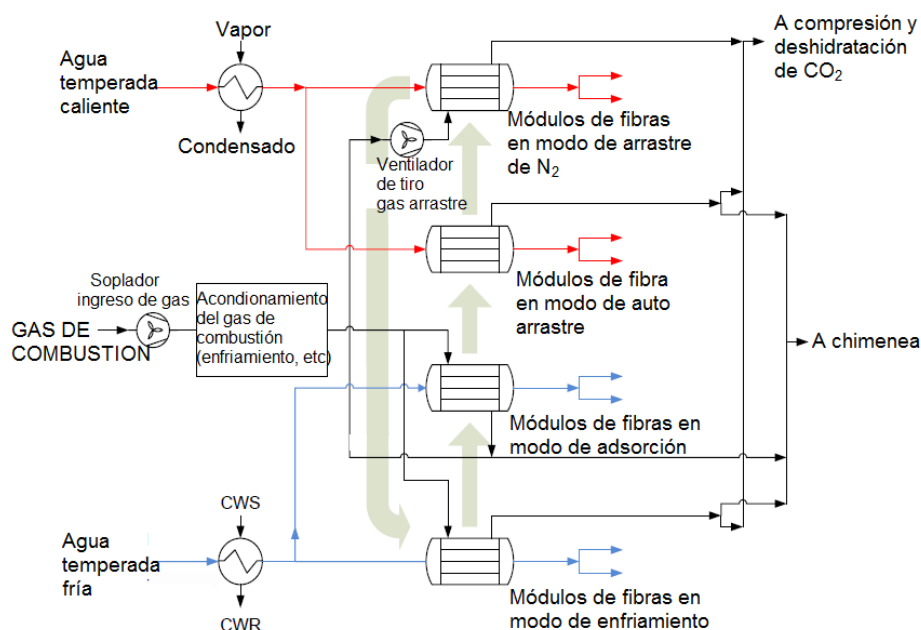 Vapor
A compresión y
deshidratación
de CO2
Agua
temperada
caliente
Condensado
Módulos de fibras
en modo de arrastre
de N2
Ventilador
de tiro
gas arrastre
Soplador
ingreso de gas
Acondionamiento
del gas de
combustión
(enfriamiento, etc)
GAS DE
COMBUSTION
Módulos de fibra
en modo de auto
arrastre
A chimenea
Módulos de fibras en
modo de adsorción
CWS
Agua
temperada
fría
CWR
Módulos de fibras en
modo de enfriamiento